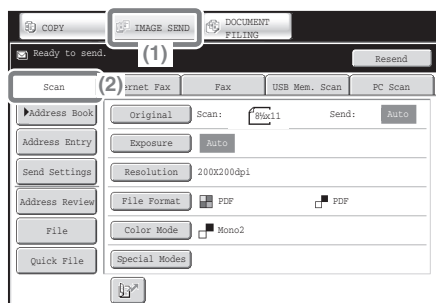 COPY IMAGE SEND DOCUMENT FILING
(1)
Ready to send. Resend
Scan (2) ernet Fax Fax USB Mem. Scan PC Scan
Address Book Original Scan: 8½x11 Send: Auto
Address Entry Exposure Auto
Send Settings Resolution 200X200dpi
Address Review File Format PDF PDF
File Color Mode Mono2
Quick File Special Modes